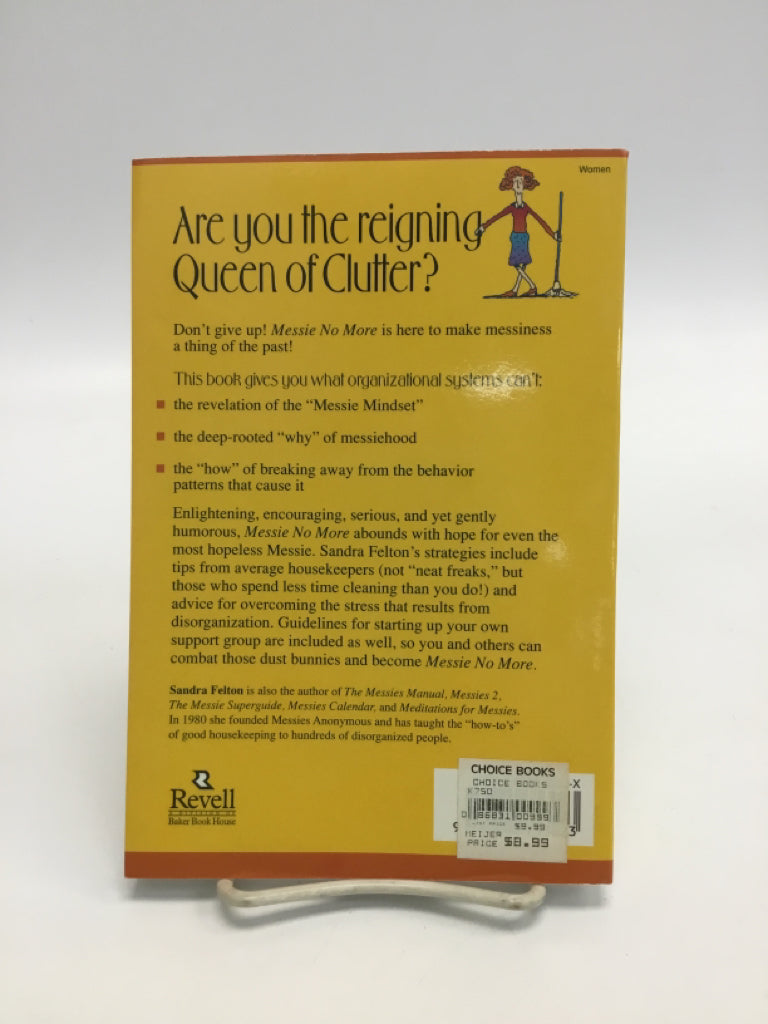 Women
Are you the reigning
Queen of Clutter?
Don't give up! Messie No More is here to make messiness
a thing of the past!
This book gives you what organizational systems can't:
■ the revelation of the “Messie Mindset”
■ the deep-rooted “why” of messiehood
■ the “how” of breaking away from the behavior
patterns that cause it
Enlightening, encouraging, serious, and yet gently
humorous, Messie No More abounds with hope for even the
most hopeless Messie. Sandra Felton's strategies include
tips from average housekeepers (not “neat freaks,” but
those who spend less time cleaning than you do!) and
advice for overcoming the stress that results from
disorganization. Guidelines for starting up your own
support group are included as well, so you and others can
combat those dust bunnies and become Messie No More.
Sandra Felton is also the author of The Messies Manual, Messies 2,
The Messie Superguide, Messies Calendar, and Meditations for Messies.
In 1980 she founded Messies Anonymous and has taught the “how-to's”
of good housekeeping to hundreds of disorganized people.
R
Revell
Baker Book House
CHOICE BOOKS
CHOICE BOOKS
K750
-X
0 86831 00999
$9.99
9
3
MEIJER
PRICE $8.99